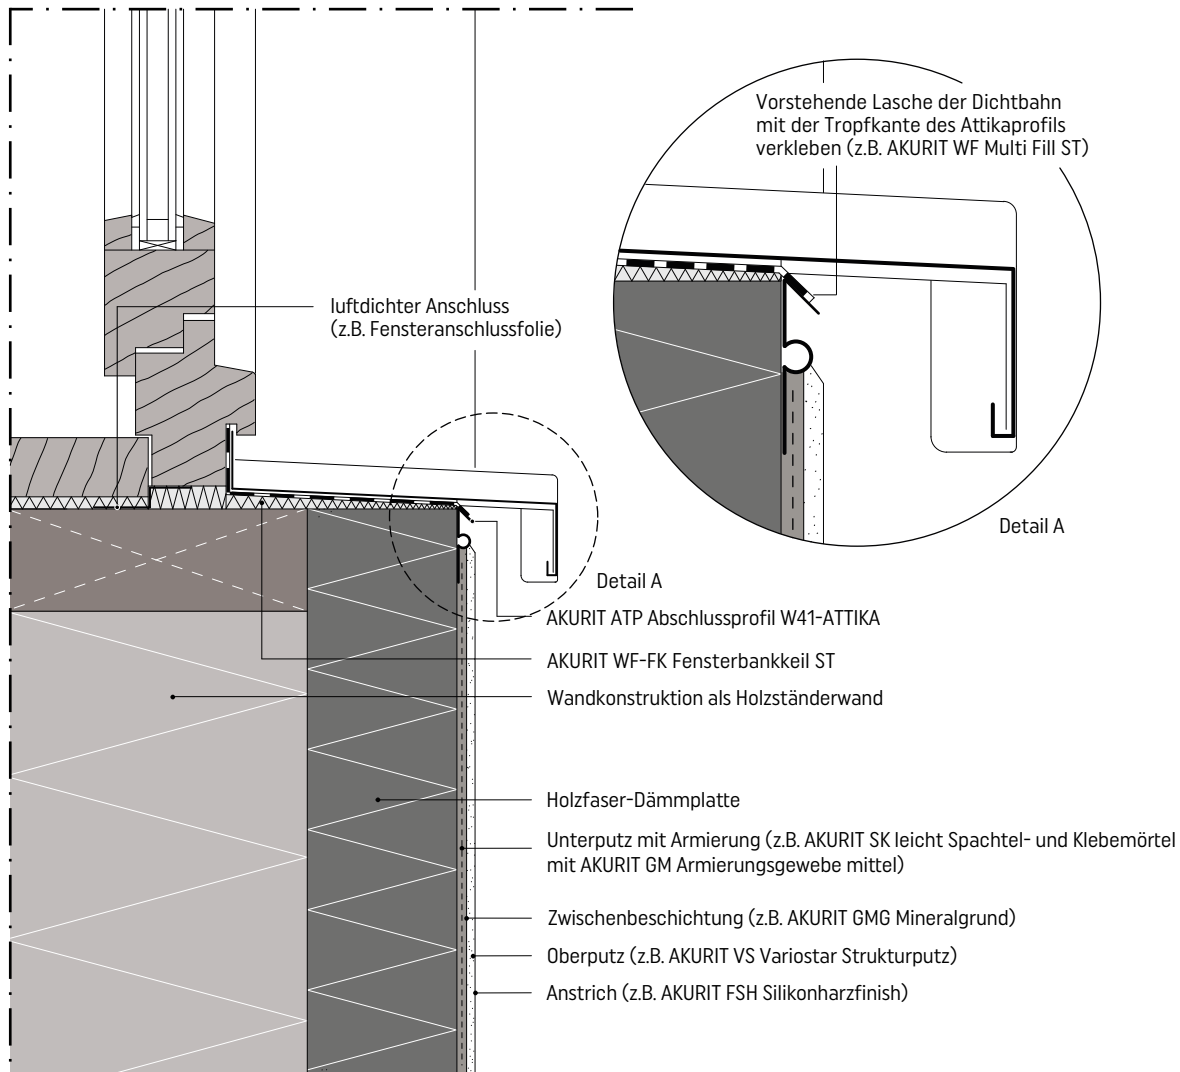 Vorstehende Lasche der Dichtbahn
mit der Tropfkante des Attikaprofils
verkleben (z.B. AKURIT WF Multi Fill ST)
luftdichter Anschluss
(z.B. Fensteranschlussfolie)
Detail A
Detail A
AKURIT ATP Abschlussprofil W41-ATTIKA
AKURIT WF-FK Fensterbankkeil ST
Wandkonstruktion als Holzständerwand
Holzfaser-Dämmplatte
Unterputz mit Armierung (z.B. AKURIT SK leicht Spachtel- und Klebemörtel
mit AKURIT GM Armierungsgewebe mittel)
Zwischenbeschichtung (z.B. AKURIT GMG Mineralgrund)
Oberputz (z.B. AKURIT VS Variostar Strukturputz)
Anstrich (z.B. AKURIT FSH Silikonharzfinish)